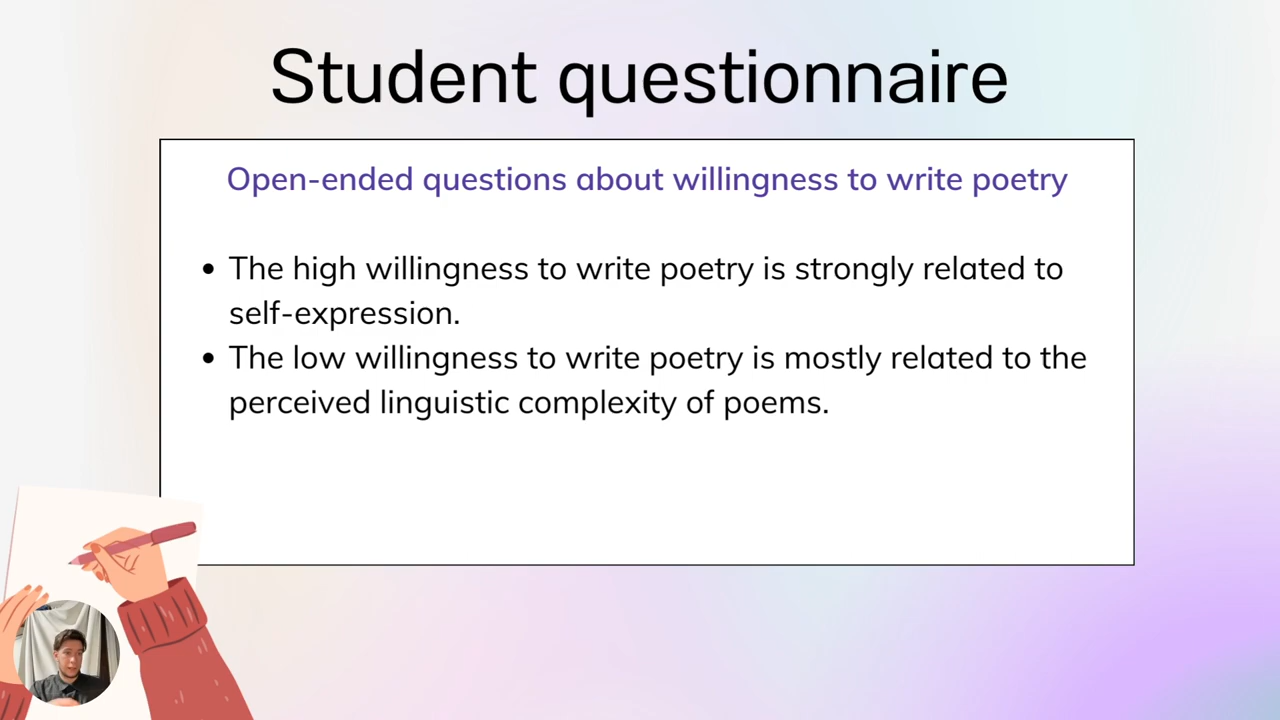 Student questionnaire
Open-ended questions about willingness to write poetry
• The high willingness to write poetry is strongly related to
self-expression.
• The low willingness to write poetry is mostly related to the
perceived linguistic complexity of poems.